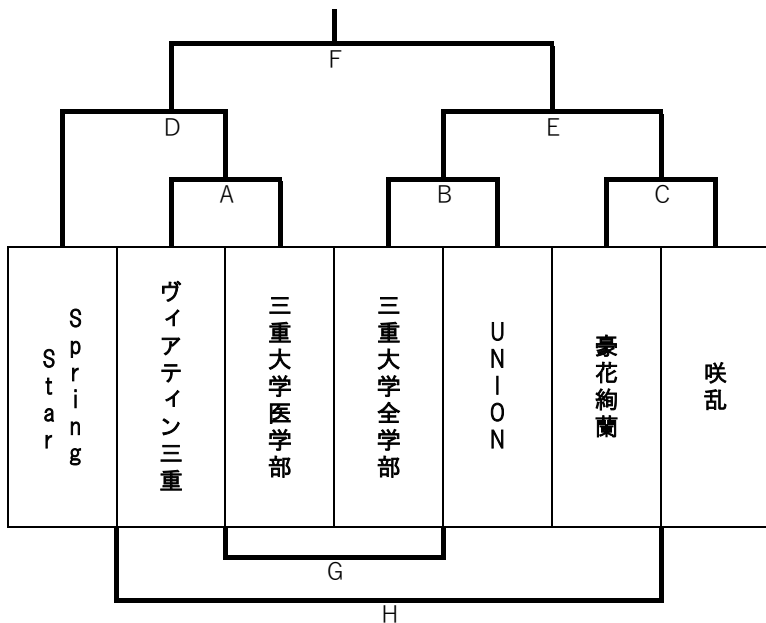 F
D
E
A
B
C
Spring
Star
ヴィアティン三重
三重大学医学部
三重大学全学部
UNION
豪花絢蘭
咲乱
G
H